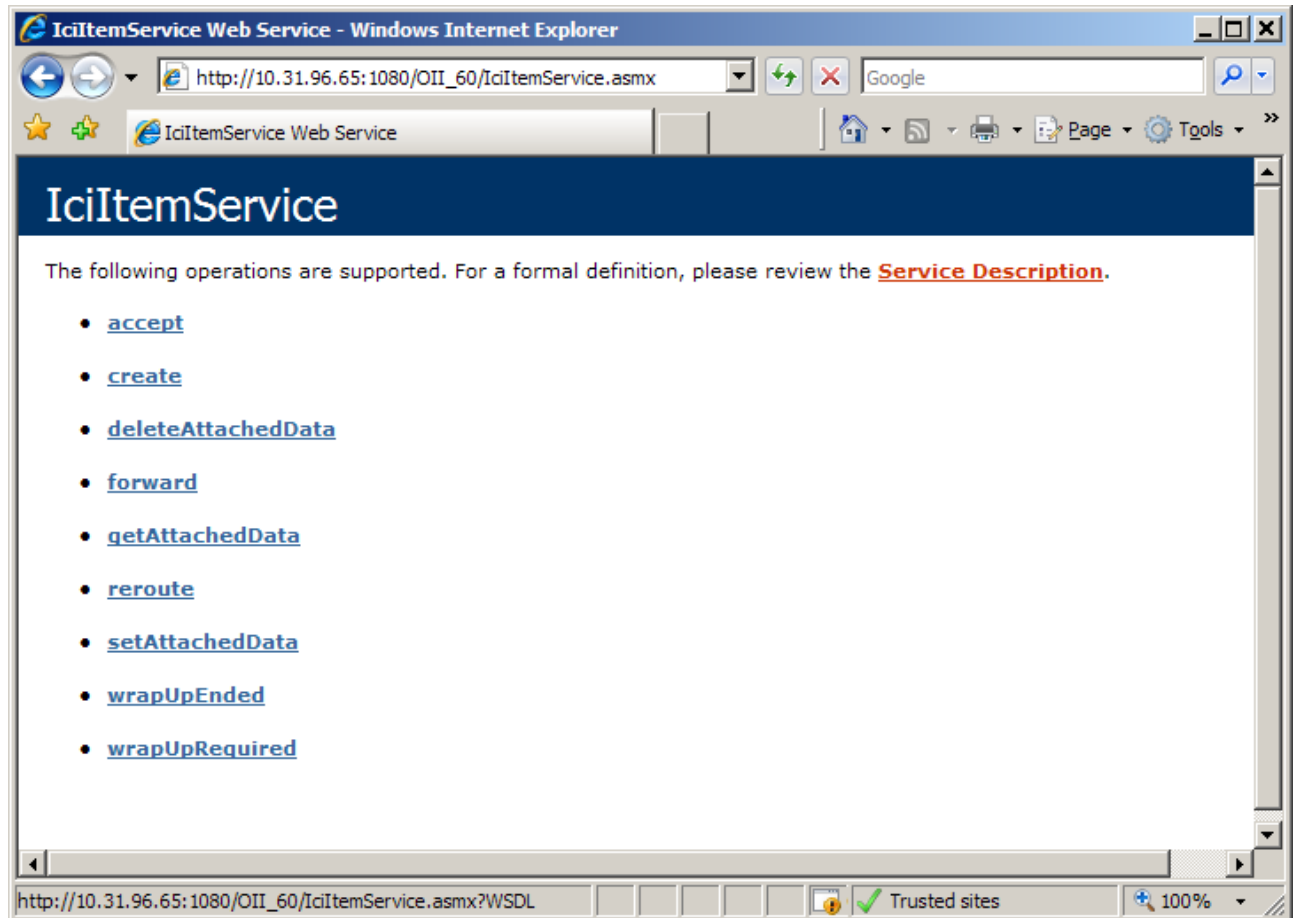 IciItemService Web Service - Windows Internet Explorer
http://10.31.96.65:1080/OII_60/IciItemService.asmx
Google
IciItemService Web Service
Page
Tools
»
IciItemService
The following operations are supported. For a formal definition, please review the Service Description.
• accept
• create
• deleteAttachedData
• forward
• getAttachedData
• reroute
• setAttachedData
• wrapUpEnded
• wrapUpRequired
http://10.31.96.65:1080/OII_60/IciItemService.asmx?WSDL
Trusted sites
100%